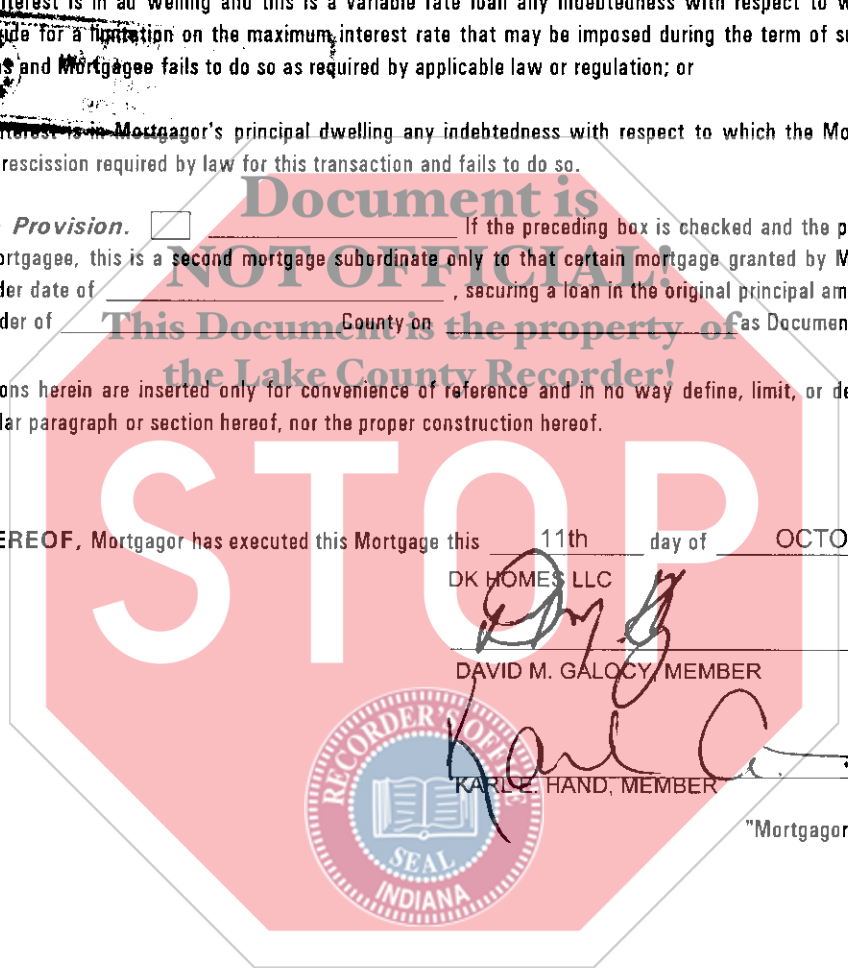 terest is in a dwelling and this is a variable rate loan any indebtedness with respect to w
ude for a limitation on the maximum interest rate that may be imposed during the term of su
s and Mortgagee fails to do so as required by applicable law or regulation; or
interest is in Mortgagor's principal dwelling any indebtedness with respect to which the Mo
rescission required by law for this transaction and fails to do so.
Document is
Provision. If the preceding box is checked and the p
ortgagee, this is a second mortgage subordinate only to that certain mortgage granted by M
NOT OFFICIAL!
der date of , securing a loan in the original principal am
der of County on as Documen
This Document is the property of
the Lake County Recorder!
ons herein are inserted only for convenience of reference and in no way define, limit, or de
lar paragraph or section hereof, nor the proper construction hereof.
STOP
EREOF, Mortgagor has executed this Mortgage this 11th day of OCTO
DK HOMES LLC
DAVID M. GALOCY, MEMBER
KARL E. HAND, MEMBER
"Mortgagor
RECORDER'S OFFICE
SEAL
INDIANA